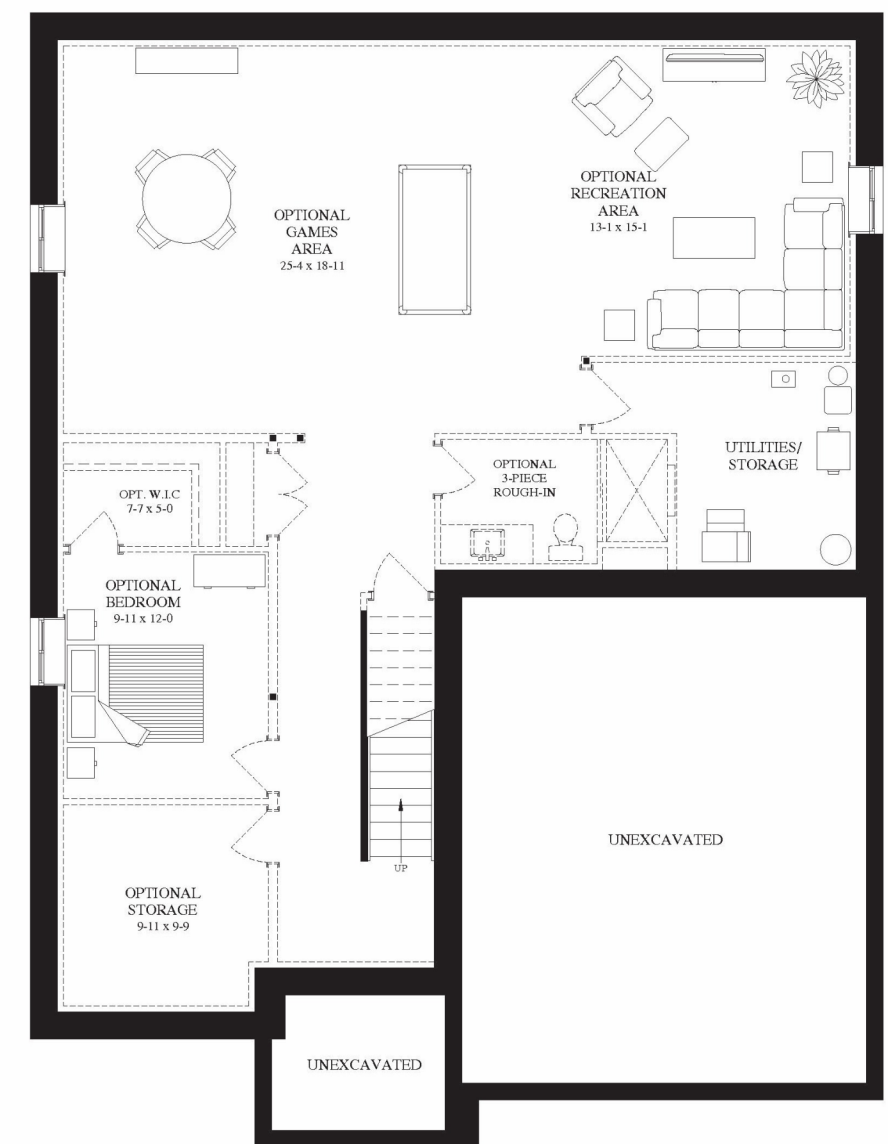 OPTIONAL
GAMES
AREA
25-4 x 18-11
OPTIONAL
RECREATION
AREA
13-1 x 15-1
UTILITIES/
STORAGE
OPTIONAL
3-PIECE
ROUGH-IN
OPT. W.I.C
7-7 x 5-0
OPTIONAL
BEDROOM
9-11 x 12-0
UP
UNEXCAVATED
OPTIONAL
STORAGE
9-11 x 9-9
UNEXCAVATED